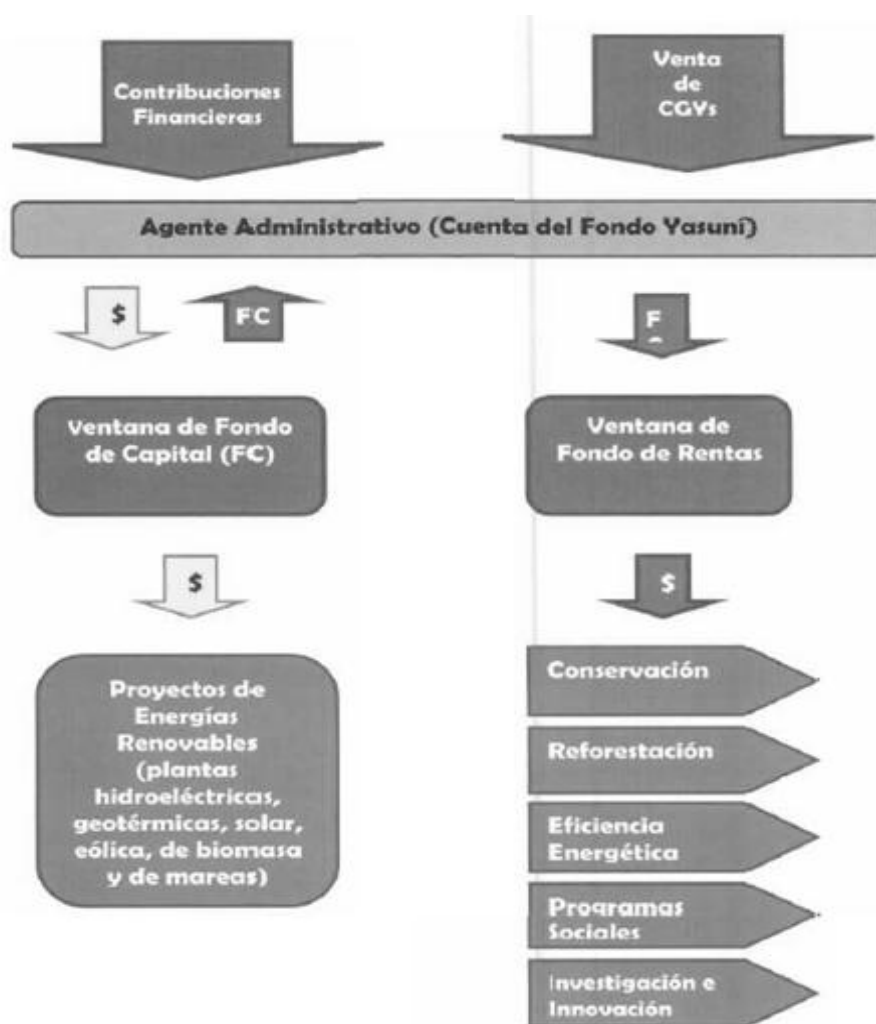 Contribuciones
Financieras
Venta
de
CGYs
Agente Administrativo (Cuenta del Fondo Yasuní)
$
FC
F
Ventana de Fondo
de Capital (FC)
Ventana de
Fondo de Rentas
$
$
Proyectos de
Energías
Renovables
(plantas
hidroeléctricas,
geotérmicas, solar,
eólica, de biomasa
y de mareas)
Conservación
Reforestación
Eficiencia
Energética
Programas
Sociales
Investigación e
Innovación